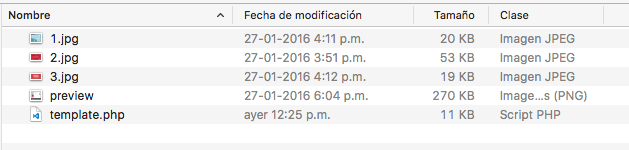 Nombre Fecha de modificación Tamaño Clase
1.jpg 27-01-2016 4:11 p.m. 20 KB Imagen JPEG
2.jpg 27-01-2016 3:51 p.m. 53 KB Imagen JPEG
3.jpg 27-01-2016 4:12 p.m. 19 KB Imagen JPEG
preview 27-01-2016 6:04 p.m. 270 KB Image...s (PNG)
template.php ayer 12:25 p.m. 11 KB Script PHP